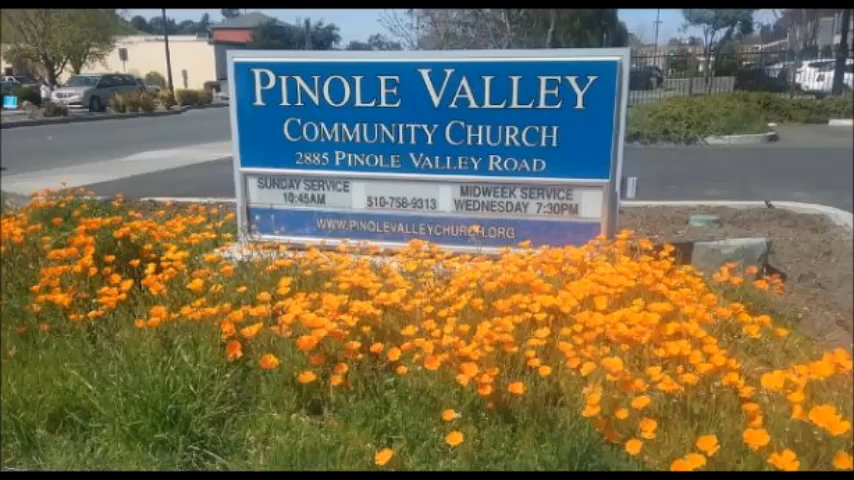 PINOLE VALLEY
COMMUNITY CHURCH
2885 PINOLE VALLEY ROAD
SUNDAY SERVICE
10:45AM
510-758-9313
MIDWEEK SERVICE
WEDNESDAY 7:30PM
WWW.PINOLEVALLEYCHURCH.ORG